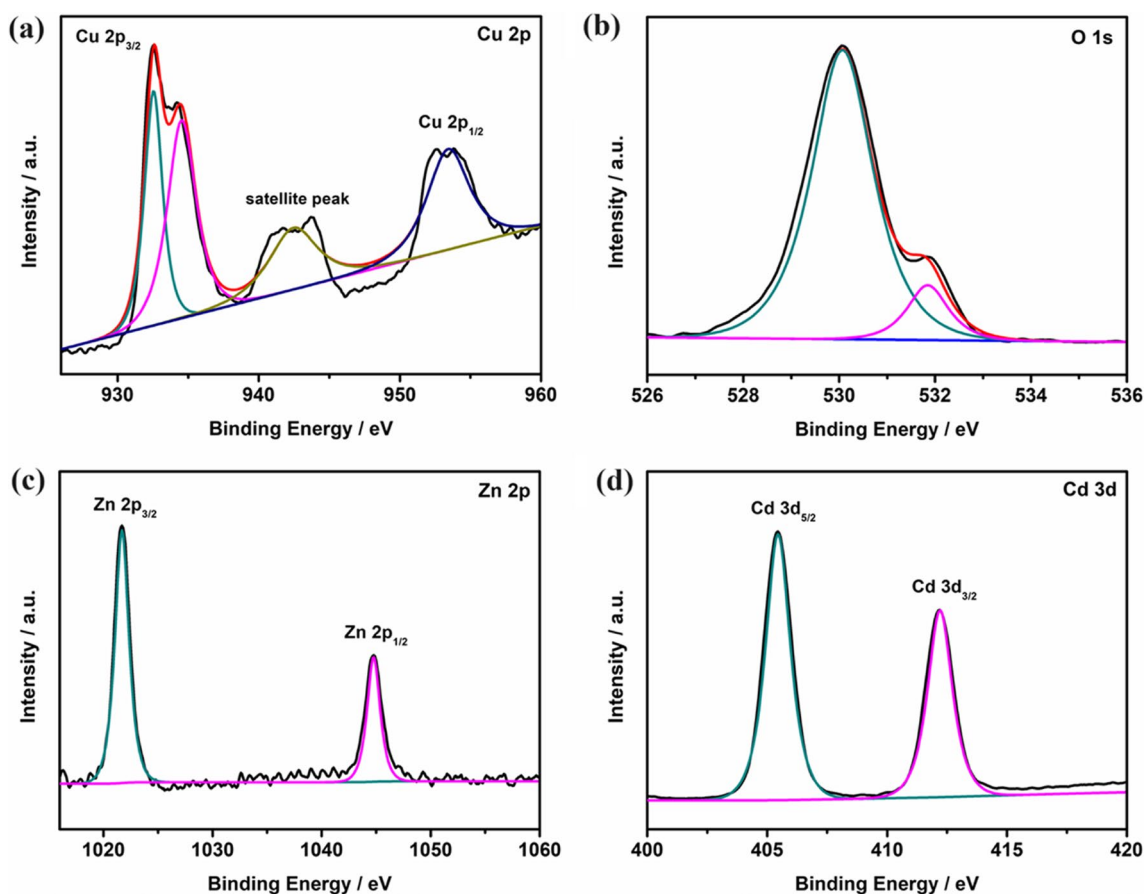 (a)
Cu 2p3/2
Cu 2p
Cu 2p1/2
satellite peak
Intensity / a.u.
930 940 950 960
Binding Energy / eV
(b)
O 1s
Intensity / a.u.
526 528 530 532 534 536
Binding Energy / eV
(c)
Zn 2p
Zn 2p3/2
Zn 2p1/2
Intensity / a.u.
1020 1030 1040 1050 1060
Binding Energy / eV
(d)
Cd 3d
Cd 3d5/2
Cd 3d3/2
Intensity / a.u.
400 405 410 415 420
Binding Energy / eV